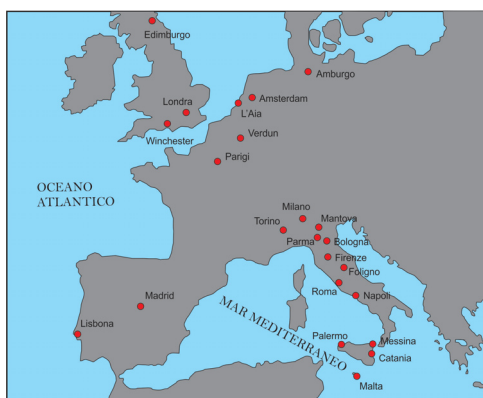 Edimburgo
Amburgo
Londra
Amsterdam
L'Aia
Winchester
Verdun
Parigi
OCEANO
ATLANTICO
Milano
Torino
Mantova
Parma
Bologna
Firenze
Foligno
Roma
Napoli
Madrid
Lisbona
MAR MEDITERRANEO
Palermo
Messina
Catania
Malta